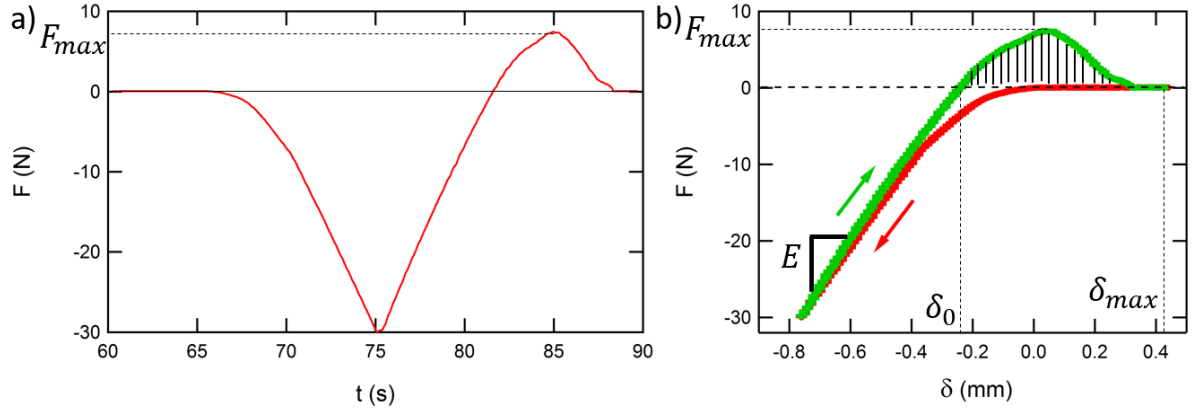 a)
F_max
10
0
-10
-20
-30
F (N)
60 65 70 75 80 85 90
t (s)
b)
F_max
10
0
-10
-20
-30
F (N)
E
δ_0
δ_max
-0.8 -0.6 -0.4 -0.2 0.0 0.2 0.4
δ (mm)